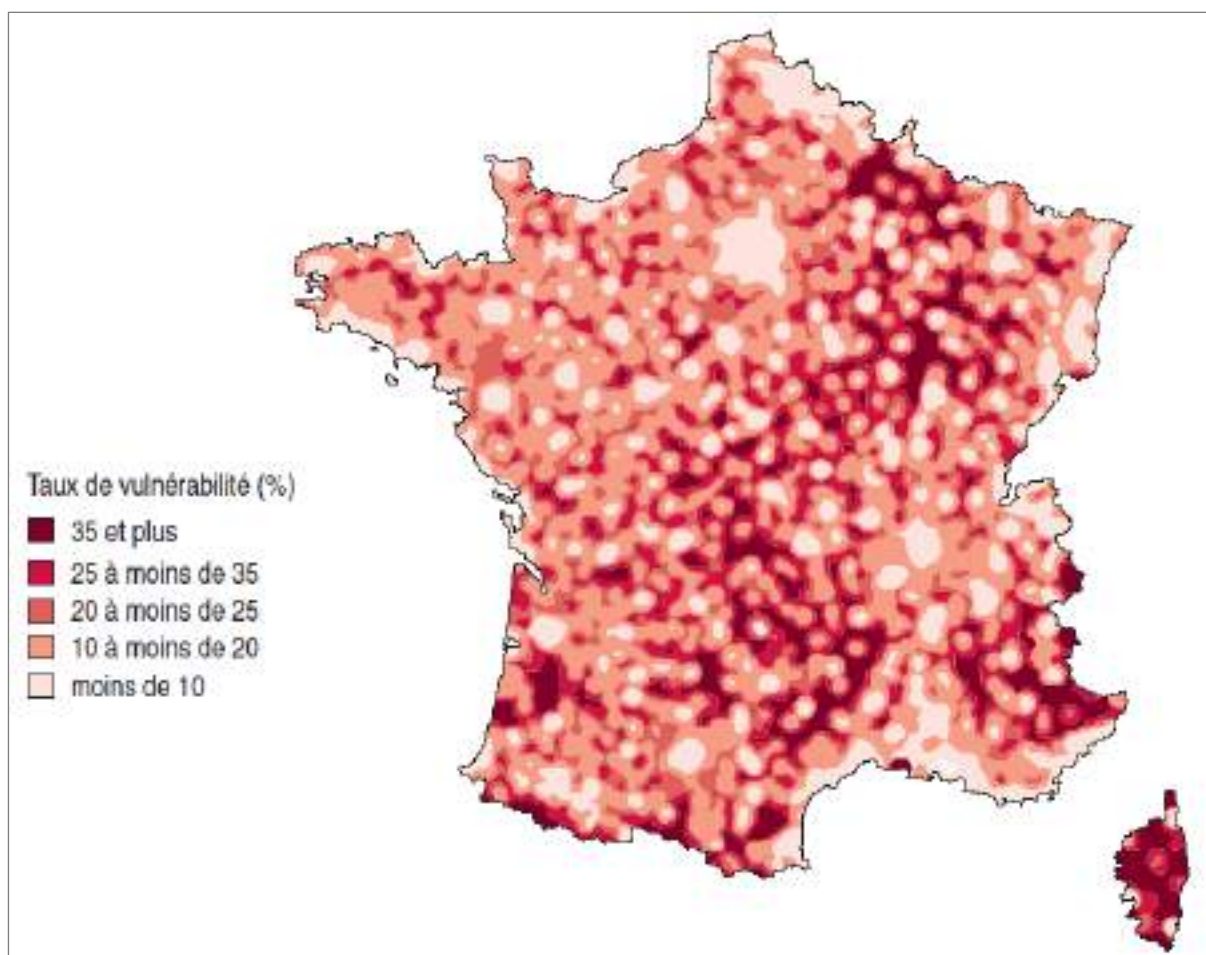 Taux de vulnérabilité (%)
35 et plus
25 à moins de 35
20 à moins de 25
10 à moins de 20
moins de 10